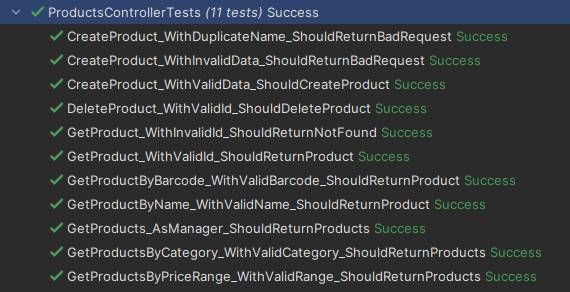 ProductsControllerTests (11 tests) Success
CreateProduct_WithDuplicateName_ShouldReturnBadRequest Success
CreateProduct_WithInvalidData_ShouldReturnBadRequest Success
CreateProduct_WithValidData_ShouldCreateProduct Success
DeleteProduct_WithValidId_ShouldDeleteProduct Success
GetProduct_WithInvalidId_ShouldReturnNotFound Success
GetProduct_WithValidId_ShouldReturnProduct Success
GetProductByBarcode_WithValidBarcode_ShouldReturnProduct Success
GetProductByName_WithValidName_ShouldReturnProduct Success
GetProducts_AsManager_ShouldReturnProducts Success
GetProductsByCategory_WithValidCategory_ShouldReturnProducts Success
GetProductsByPriceRange_WithValidRange_ShouldReturnProducts Success